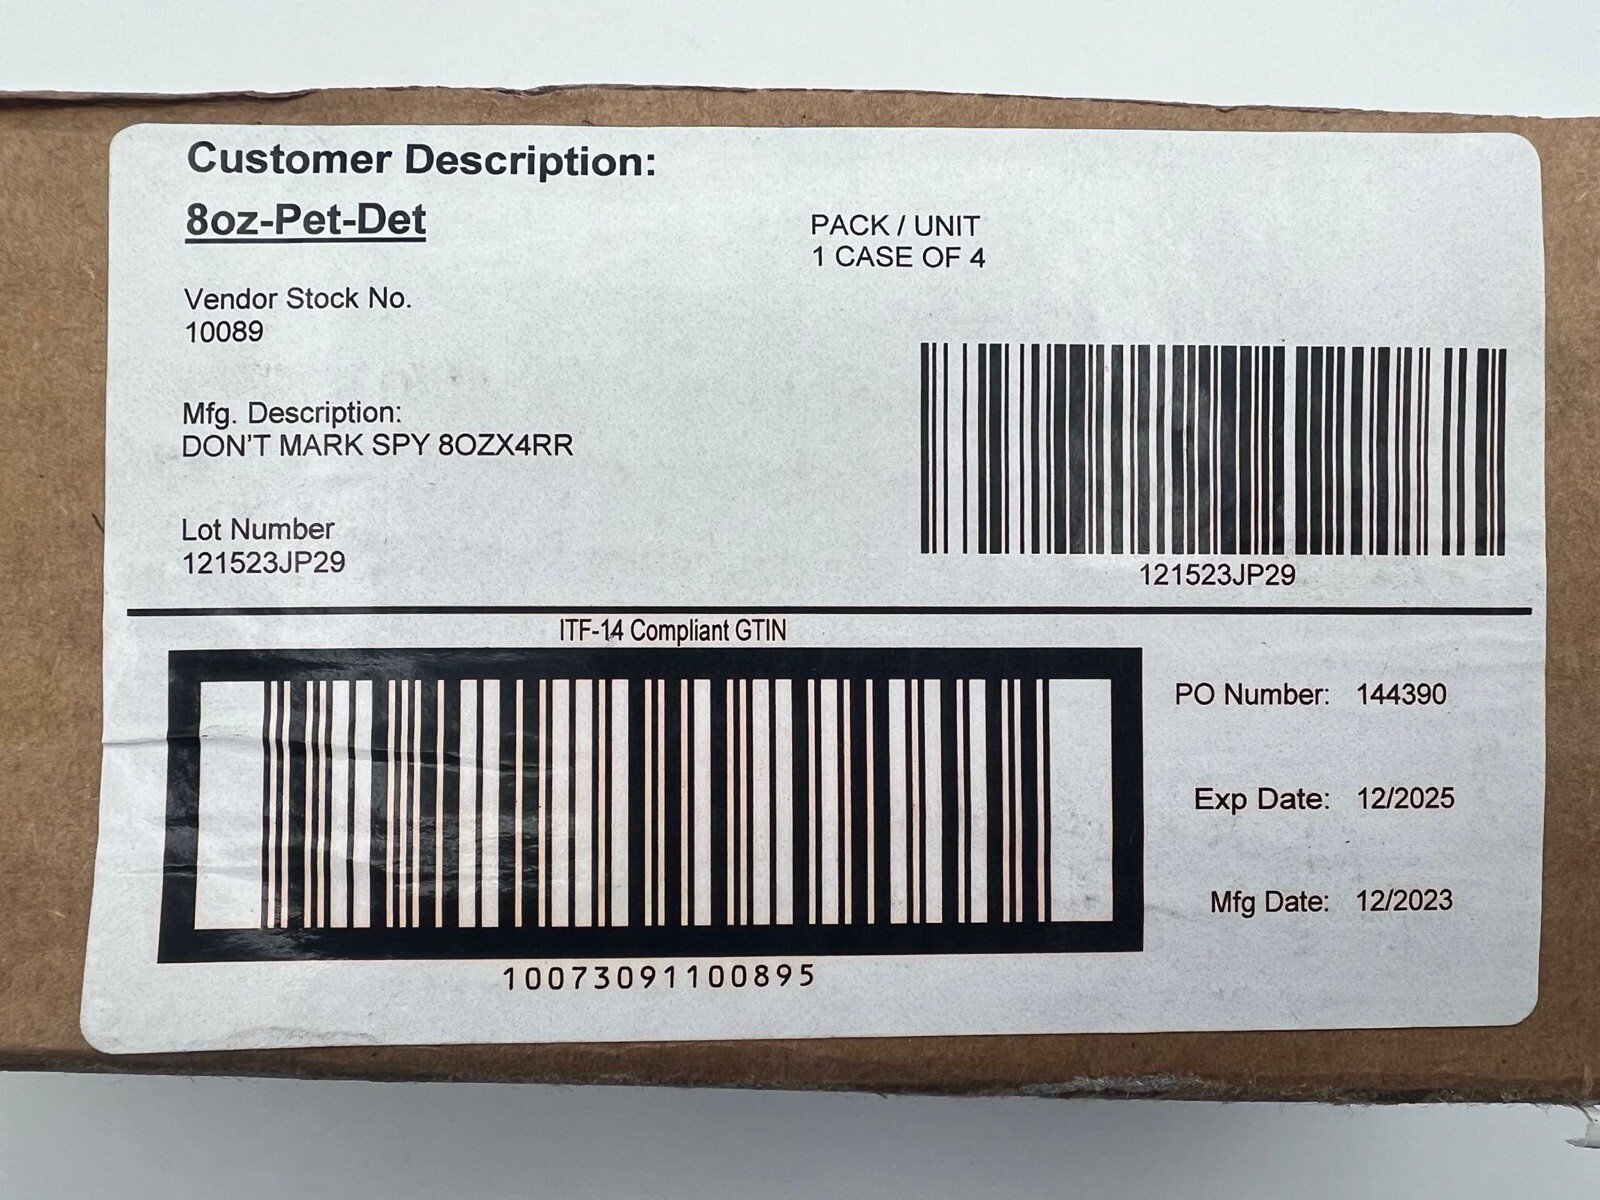 Customer Description:
8oz-Pet-Det
PACK / UNIT
1 CASE OF 4
Vendor Stock No.
10089
Mfg. Description:
DON'T MARK SPY 8OZX4RR
Lot Number
121523JP29
121523JP29
ITF-14 Compliant GTIN
10073091100895
PO Number: 144390
Exp Date: 12/2025
Mfg Date: 12/2023